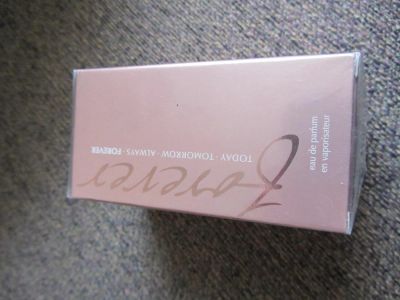 TODAY · TOMORROW · ALWAYS · FOREVER
forever
eau de parfum
en vaporisateur